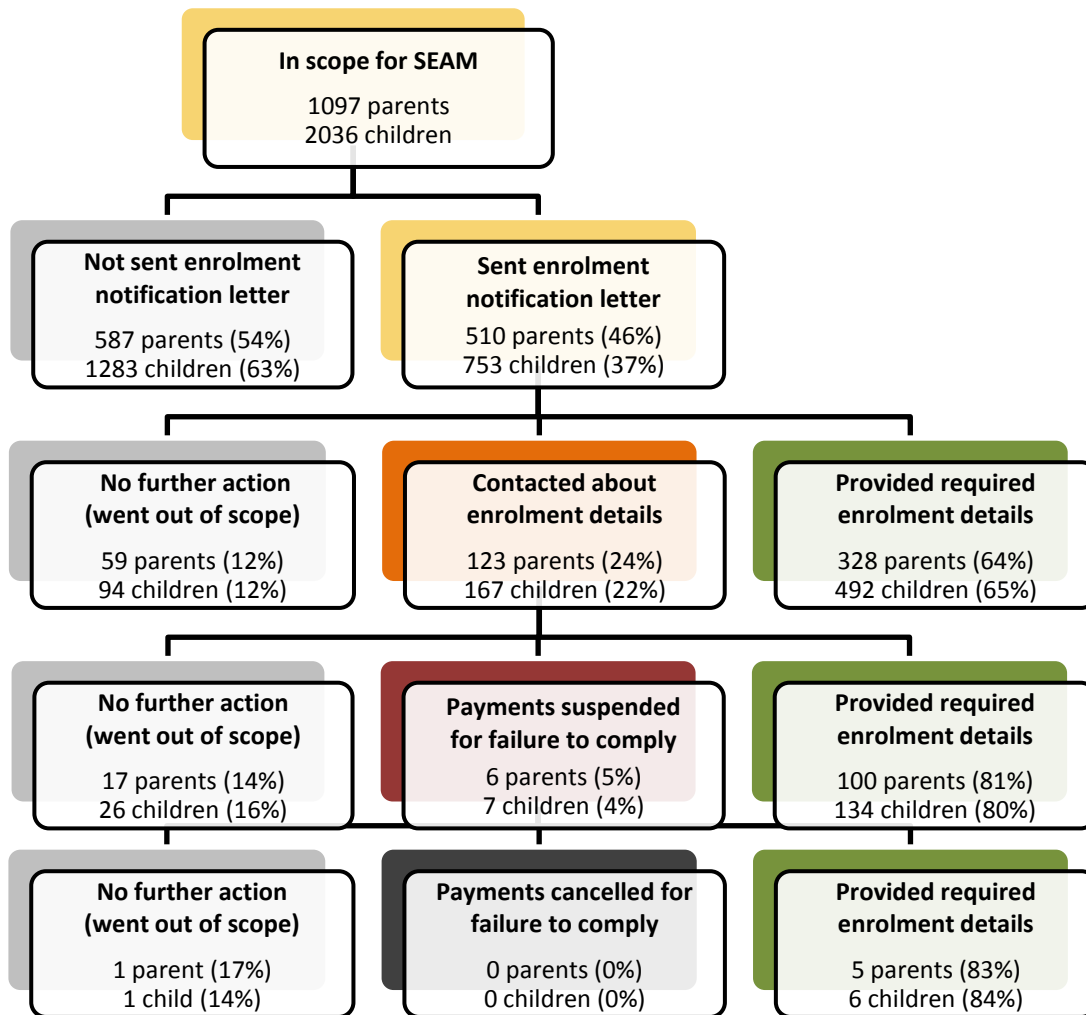 In scope for SEAM
1097 parents
2036 children
Not sent enrolment
notification letter
587 parents (54%)
1283 children (63%)
Sent enrolment
notification letter
510 parents (46%)
753 children (37%)
No further action
(went out of scope)
59 parents (12%)
94 children (12%)
Contacted about
enrolment details
123 parents (24%)
167 children (22%)
Provided required
enrolment details
328 parents (64%)
492 children (65%)
No further action
(went out of scope)
17 parents (14%)
26 children (16%)
Payments suspended
for failure to comply
6 parents (5%)
7 children (4%)
Provided required
enrolment details
100 parents (81%)
134 children (80%)
No further action
(went out of scope)
1 parent (17%)
1 child (14%)
Payments cancelled for
failure to comply
0 parents (0%)
0 children (0%)
Provided required
enrolment details
5 parents (83%)
6 children (84%)